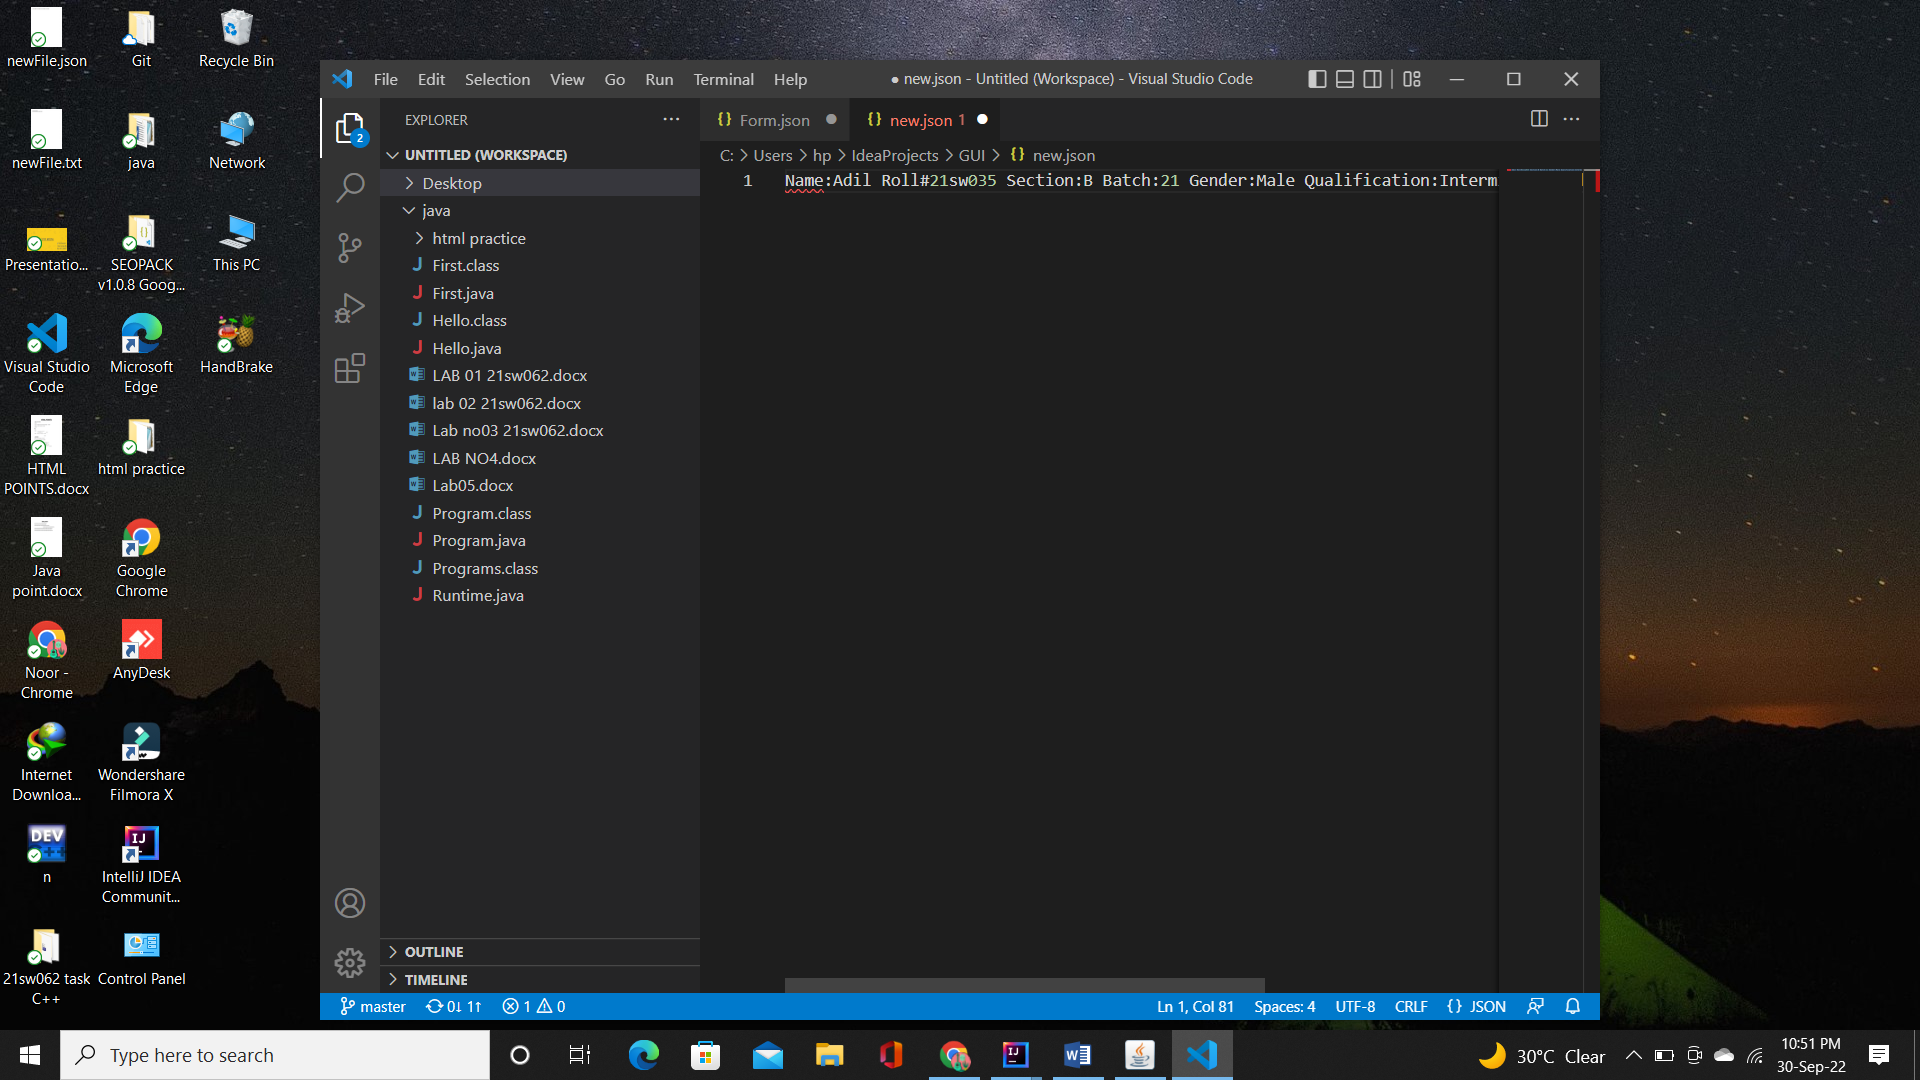 newFile.json
Git
Recycle Bin
newFile.txt
java
Network
Presentatio...
SEOPACK
v1.0.8 Goog...
This PC
Visual Studio
Code
Microsoft
Edge
HandBrake
HTML
POINTS.docx
html practice
Java
point.docx
Google
Chrome
Noor -
Chrome
AnyDesk
Internet
Downloa...
Wondershare
Filmora X
DEV
n
IJ
IntelliJ IDEA
Communit...
21sw062 task
C++
Control Panel
File Edit Selection View Go Run Terminal Help
● new.json - Untitled (Workspace) - Visual Studio Code
2
EXPLORER
UNTITLED (WORKSPACE)
Desktop
java
html practice
J First.class
J First.java
J Hello.class
J Hello.java
LAB 01 21sw062.docx
lab 02 21sw062.docx
Lab no03 21sw062.docx
LAB NO4.docx
Lab05.docx
J Program.class
J Program.java
J Programs.class
J Runtime.java
OUTLINE
TIMELINE
{} Form.json
{} new.json 1
C: > Users > hp > IdeaProjects > GUI > {} new.json
1 Name:Adil Roll#21sw035 Section:B Batch:21 Gender:Male Qualification:Interm
master 0↓ 1↑ 1 0
Ln 1, Col 81 Spaces: 4 UTF-8 CRLF {} JSON
Type here to search
IJ
30°C Clear
10:51 PM
30-Sep-22